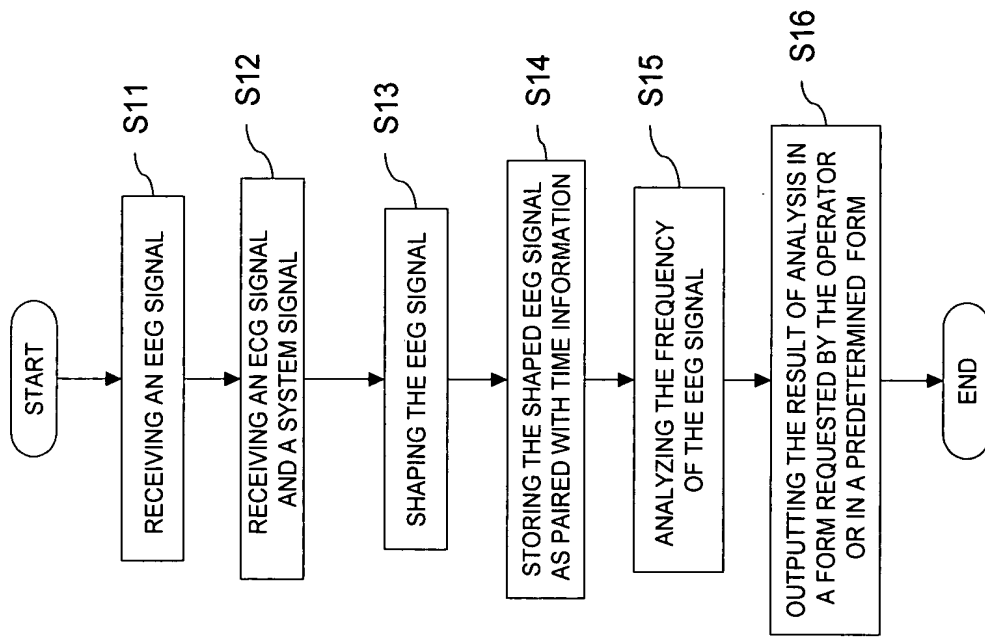 START
RECEIVING AN EEG SIGNAL
S11
RECEIVING AN ECG SIGNAL
AND A SYSTEM SIGNAL
S12
SHAPING THE EEG SIGNAL
S13
STORING THE SHAPED EEG SIGNAL
AS PAIRED WITH TIME INFORMATION
S14
ANALYZING THE FREQUENCY
OF THE EEG SIGNAL
S15
OUTPUTTING THE RESULT OF ANALYSIS IN
A FORM REQUESTED BY THE OPERATOR
OR IN A PREDETERMINED FORM
S16
END